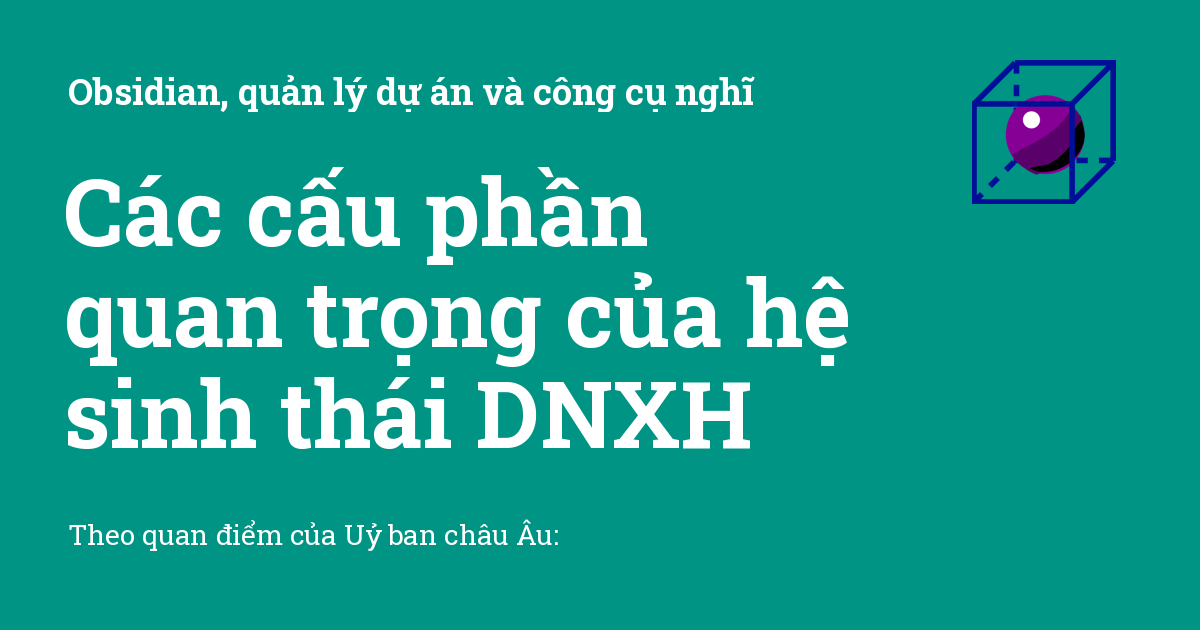 Obsidian, quản lý dự án và công cụ nghĩ
Các cấu phần
quan trọng của hệ
sinh thái DNXH
Theo quan điểm của Uỷ ban châu Âu: